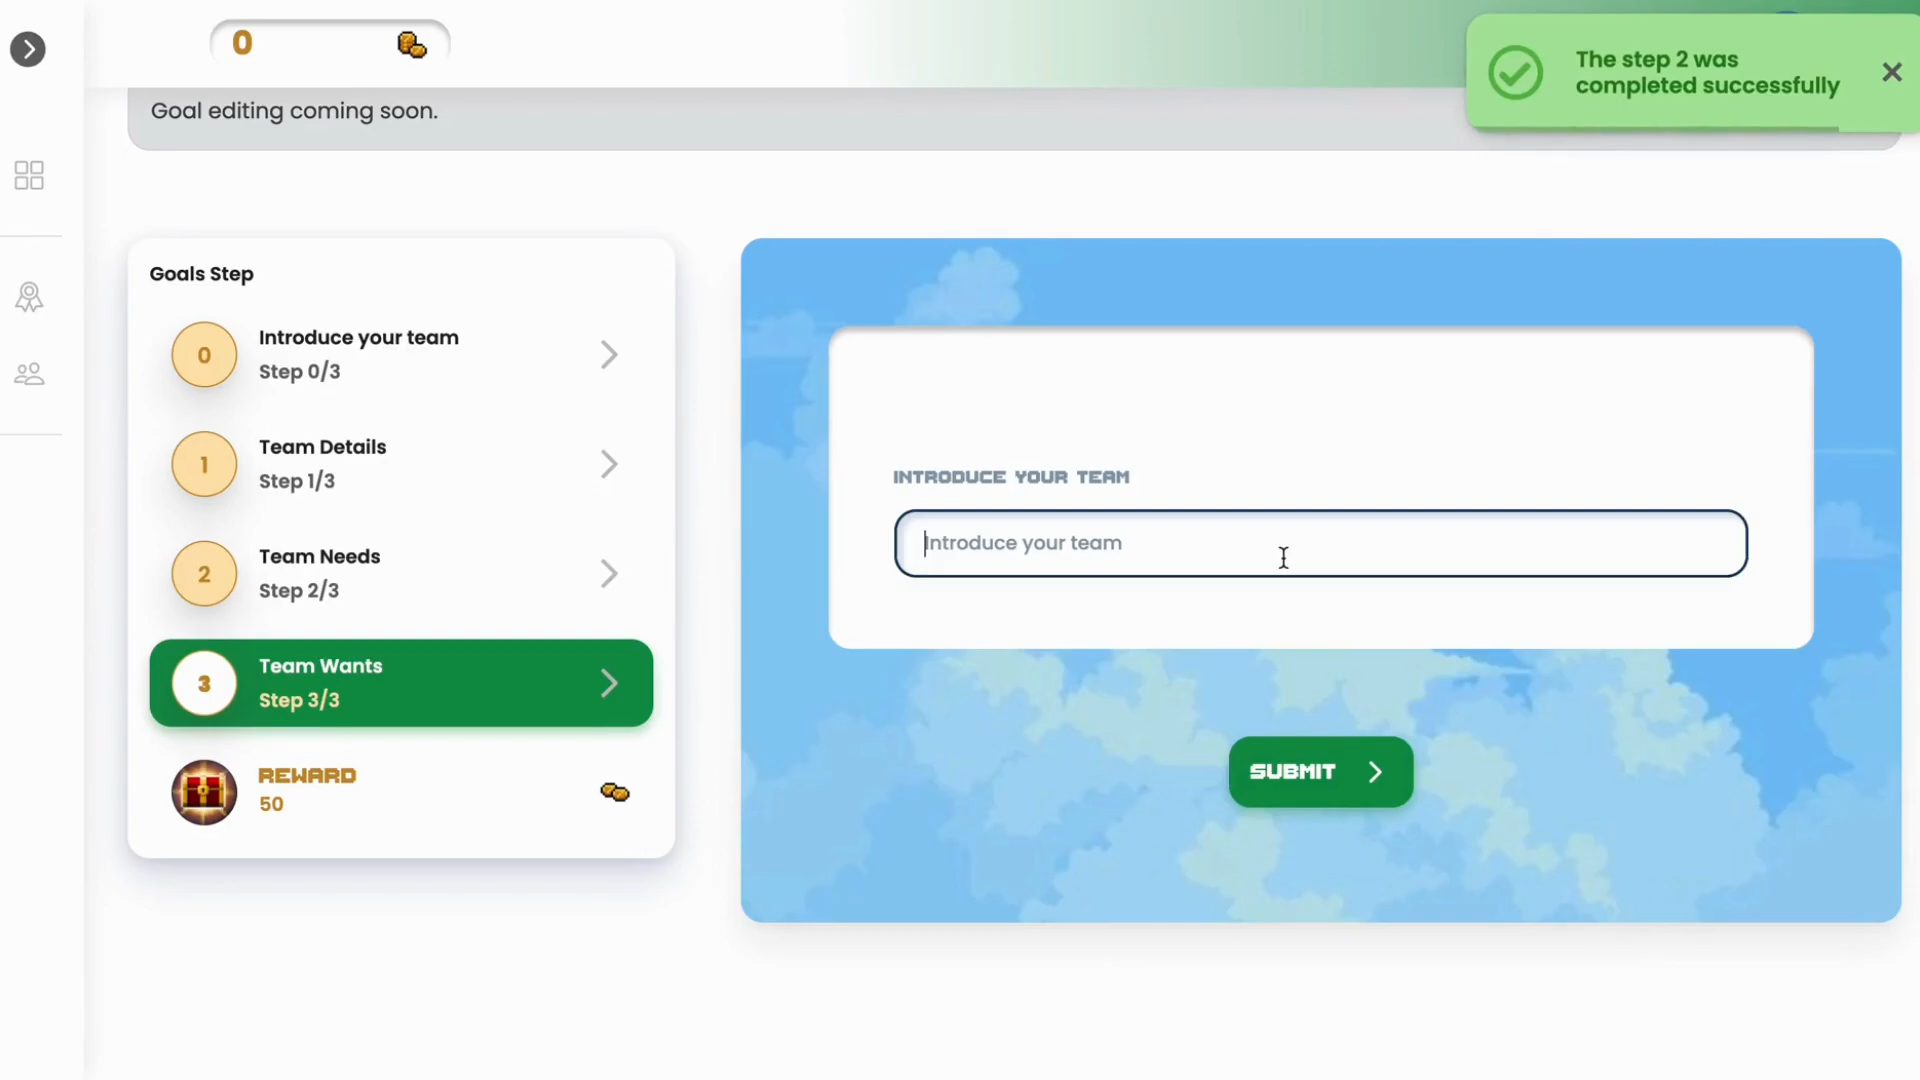 0
The step 2 was
completed successfully
Goal editing coming soon.
Goals Step
0
Introduce your team
Step 0/3
1
Team Details
Step 1/3
2
Team Needs
Step 2/3
3
Team Wants
Step 3/3
REWARD
50
INTRODUCE YOUR TEAM
Introduce your team
SUBMIT